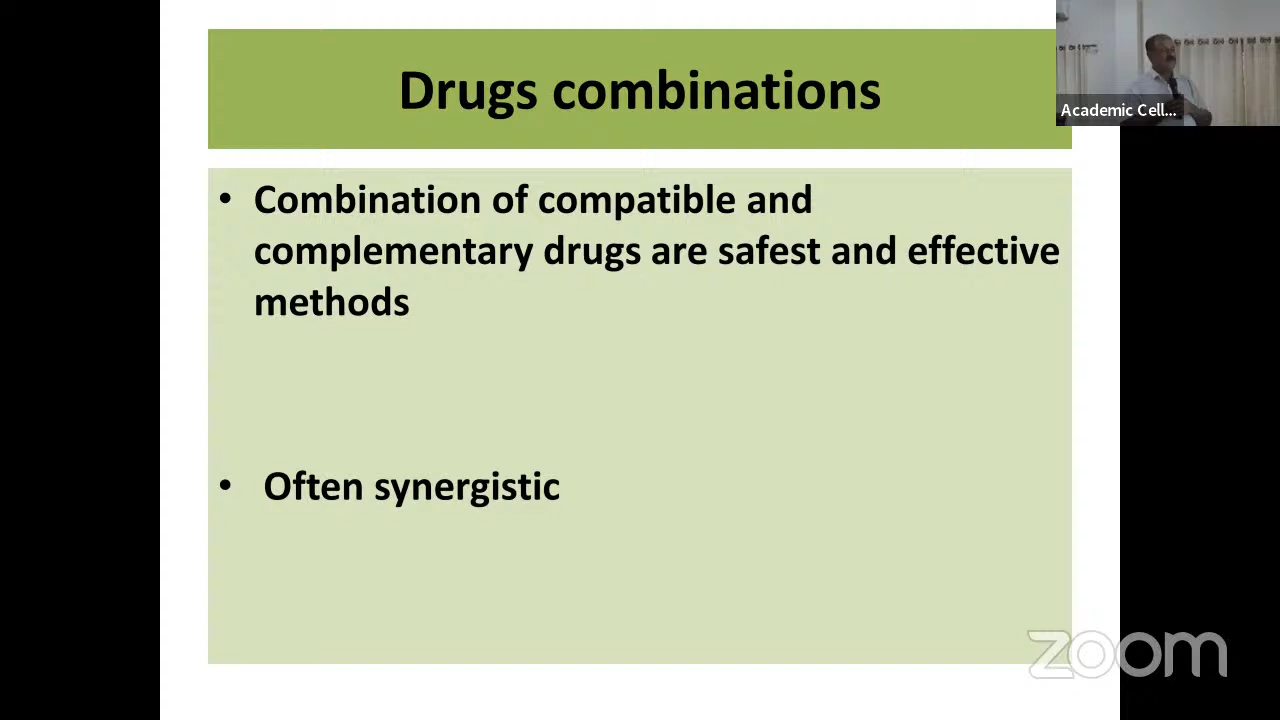 Drugs combinations
Academic Cell...
• Combination of compatible and
complementary drugs are safest and effective
methods
• Often synergistic
zoom